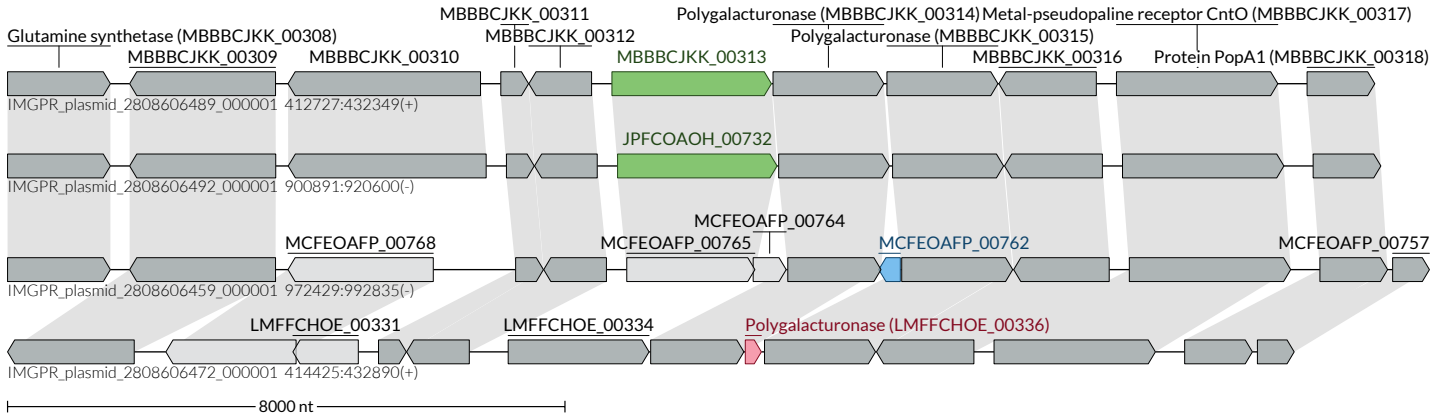 MBBBCJKK_00311
Polygalacturonase (MBBBCJKK_00314)
Metal-pseudopaline receptor CntO (MBBBCJKK_00317)
Glutamine synthetase (MBBBCJKK_00308)
MBBBCJKK_00312
Polygalacturonase (MBBBCJKK_00315)
MBBBCJKK_00309
MBBBCJKK_00310
MBBBCJKK_00313
MBBBCJKK_00316
Protein PopA1 (MBBBCJKK_00318)
IMGPR_plasmid_2808606489_000001 412727:432349(+)
JPFCOAOH_00732
IMGPR_plasmid_2808606492_000001 900891:920600(-)
MCFEOAFP_00764
MCFEOAFP_00768
MCFEOAFP_00765
MCFEOAFP_00762
MCFEOAFP_00757
IMGPR_plasmid_2808606459_000001 972429:992835(-)
LMFFCHOE_00331
LMFFCHOE_00334
Polygalacturonase (LMFFCHOE_00336)
IMGPR_plasmid_2808606472_000001 414425:432890(+)
8000 nt